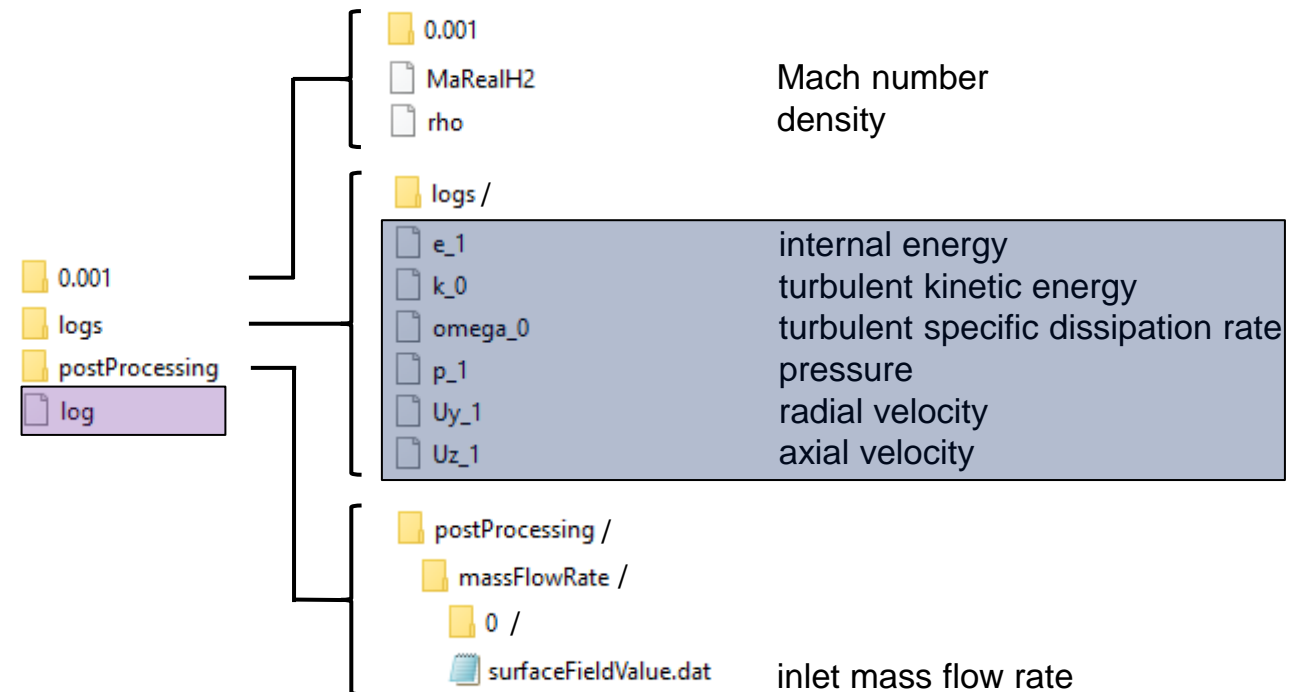 0.001
MaRealH2 Mach number
rho density
logs /
e_1 internal energy
k_0 turbulent kinetic energy
omega_0 turbulent specific dissipation rate
p_1 pressure
Uy_1 radial velocity
Uz_1 axial velocity
0.001
logs
postProcessing
log
postProcessing /
massFlowRate /
0 /
surfaceFieldValue.dat inlet mass flow rate